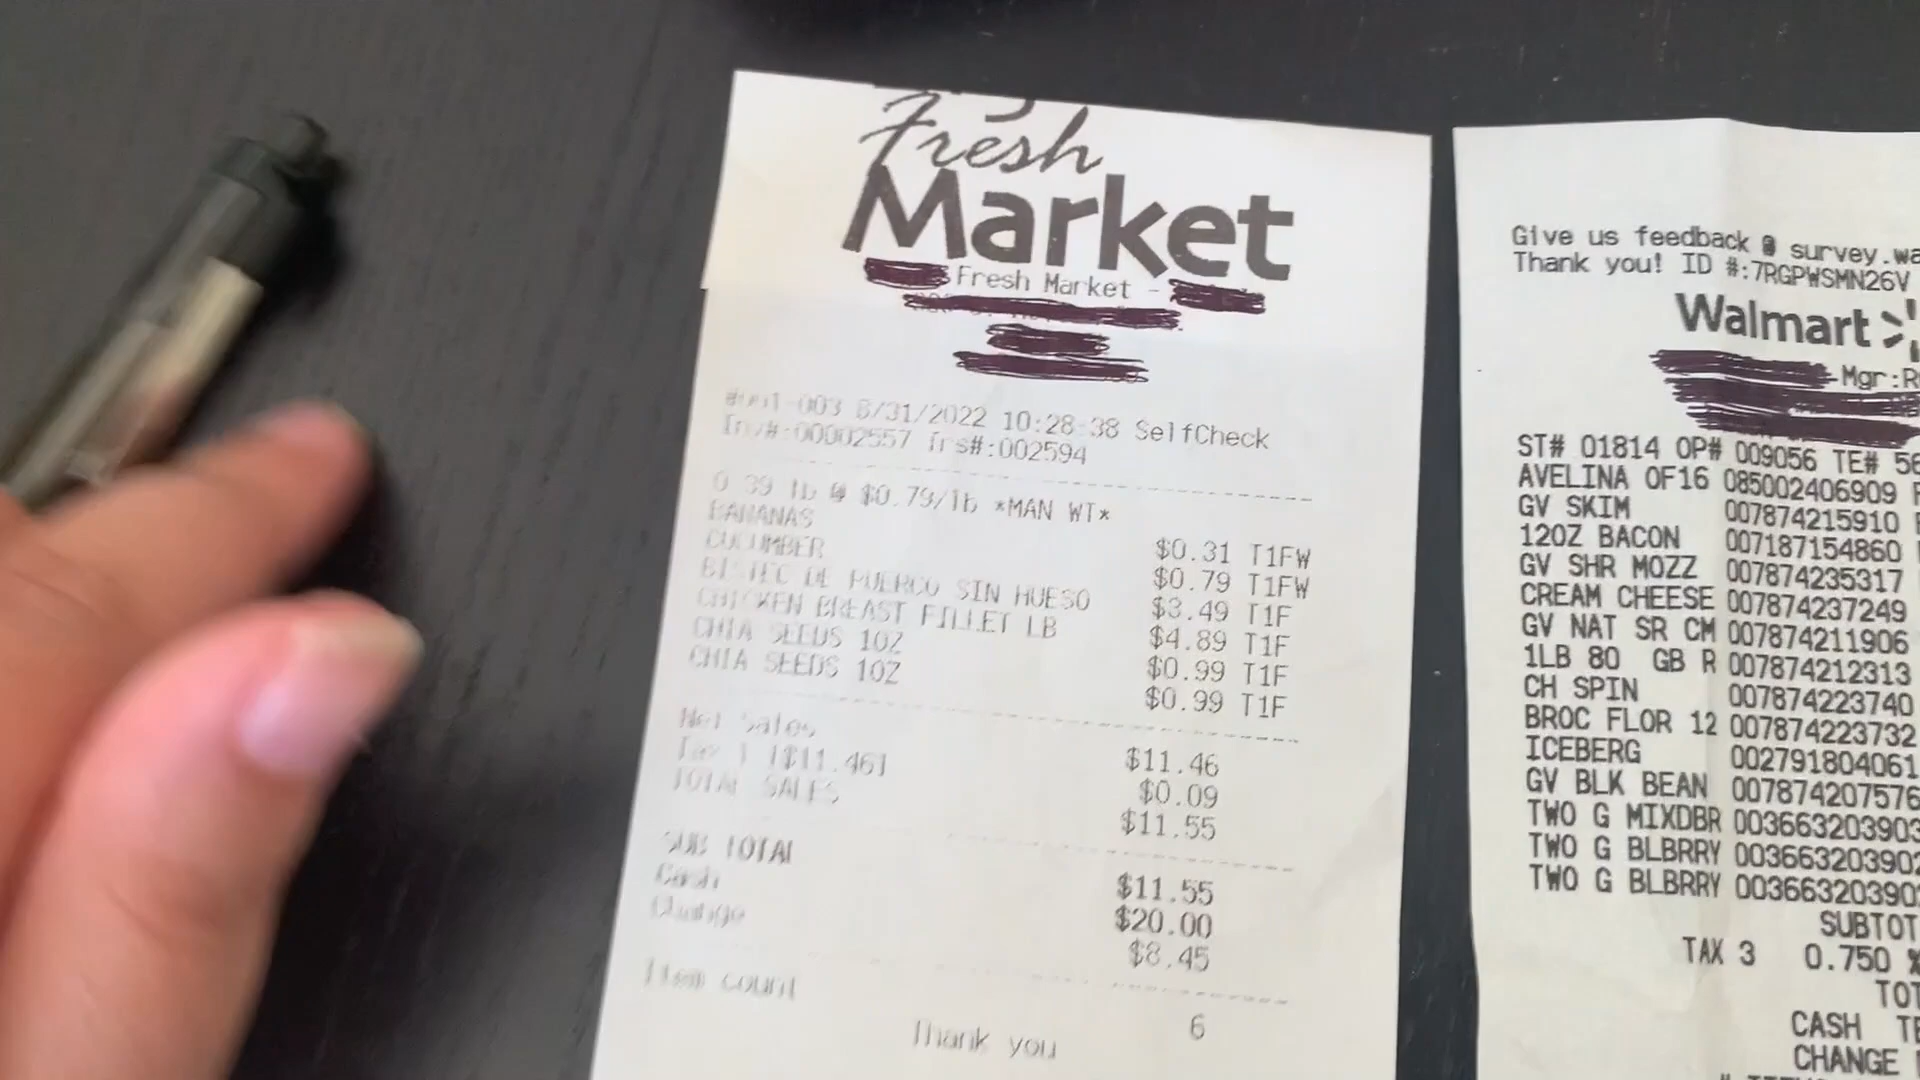 Fresh
Market
Fresh Market -
#001-003 8/31/2022 10:28:38 SelfCheck
Inv#:00002557 Trs#:002594
0.39 lb @ $0.79/lb *MAN WT*
BANANAS $0.31 T1FW
CUCUMBER $0.79 T1FW
BISTEC DE PUERCO SIN HUESO $3.49 T1F
CHICKEN BREAST FILLET LB $4.89 T1F
CHIA SEEDS 1OZ $0.99 T1F
CHIA SEEDS 1OZ $0.99 T1F
Net Sales $11.46
Tax 1 [$11.46] $0.09
TOTAL SALES $11.55
SUB TOTAL $11.55
Cash $20.00
Change $8.45
Item count 6
Thank you
Give us feedback @ survey.wa
Thank you! ID #:7RGPWSMN26V
Walmart
Mgr:R
ST# 01814 OP# 009056 TE# 56
AVELINA OF16 085002406909 F
GV SKIM 007874215910
120Z BACON 007187154860
GV SHR MOZZ 007874235317
CREAM CHEESE 007874237249
GV NAT SR CM 007874211906
1LB 80 GB R 007874212313
CH SPIN 007874223740
BROC FLOR 12 007874223732
ICEBERG 002791804061
GV BLK BEAN 007874207576
TWO G MIXDBR 003663203903
TWO G BLBRRY 003663203902
TWO G BLBRRY 003663203902
SUBTOT
TAX 3 0.750 %
TOT
CASH TE
CHANGE